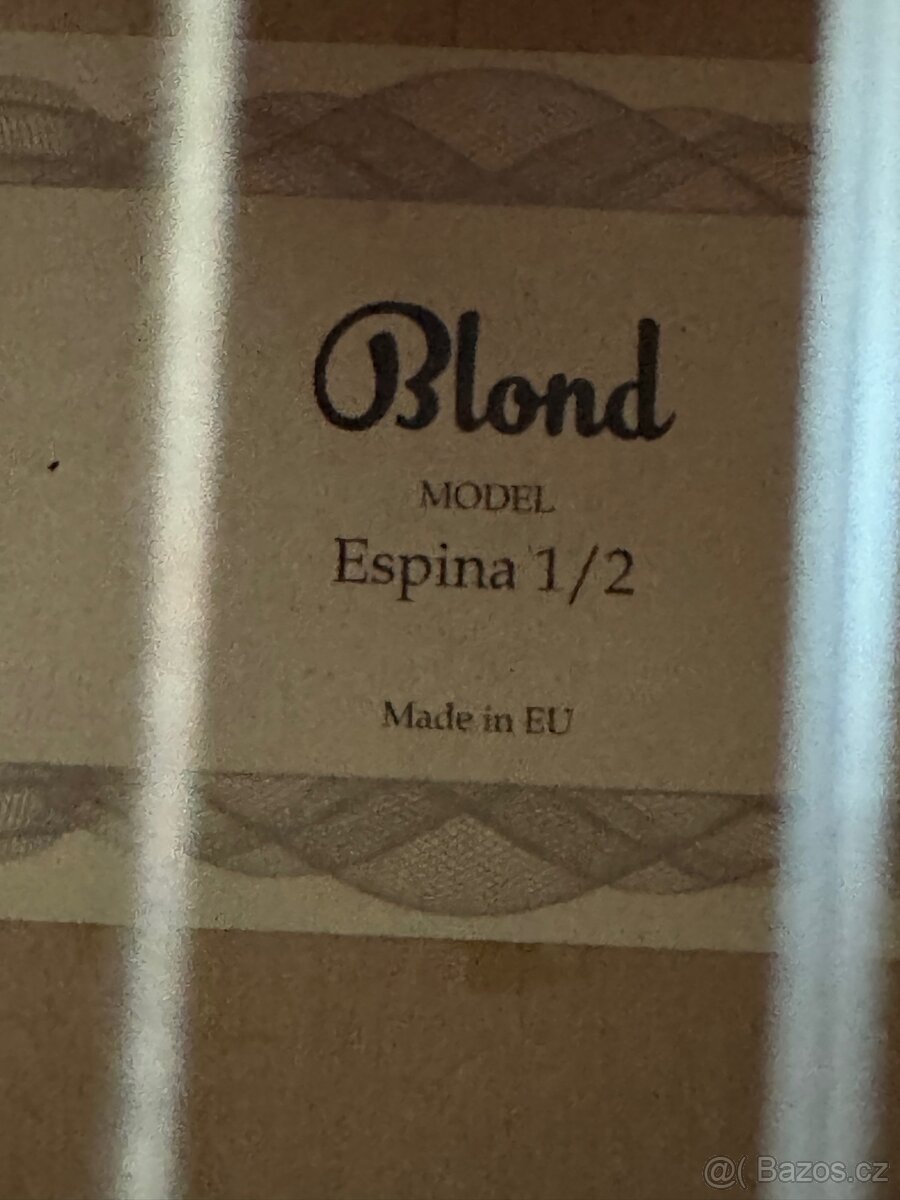 Blond
MODEL
Espina 1/2
Made in EU
@( Bazos.cz